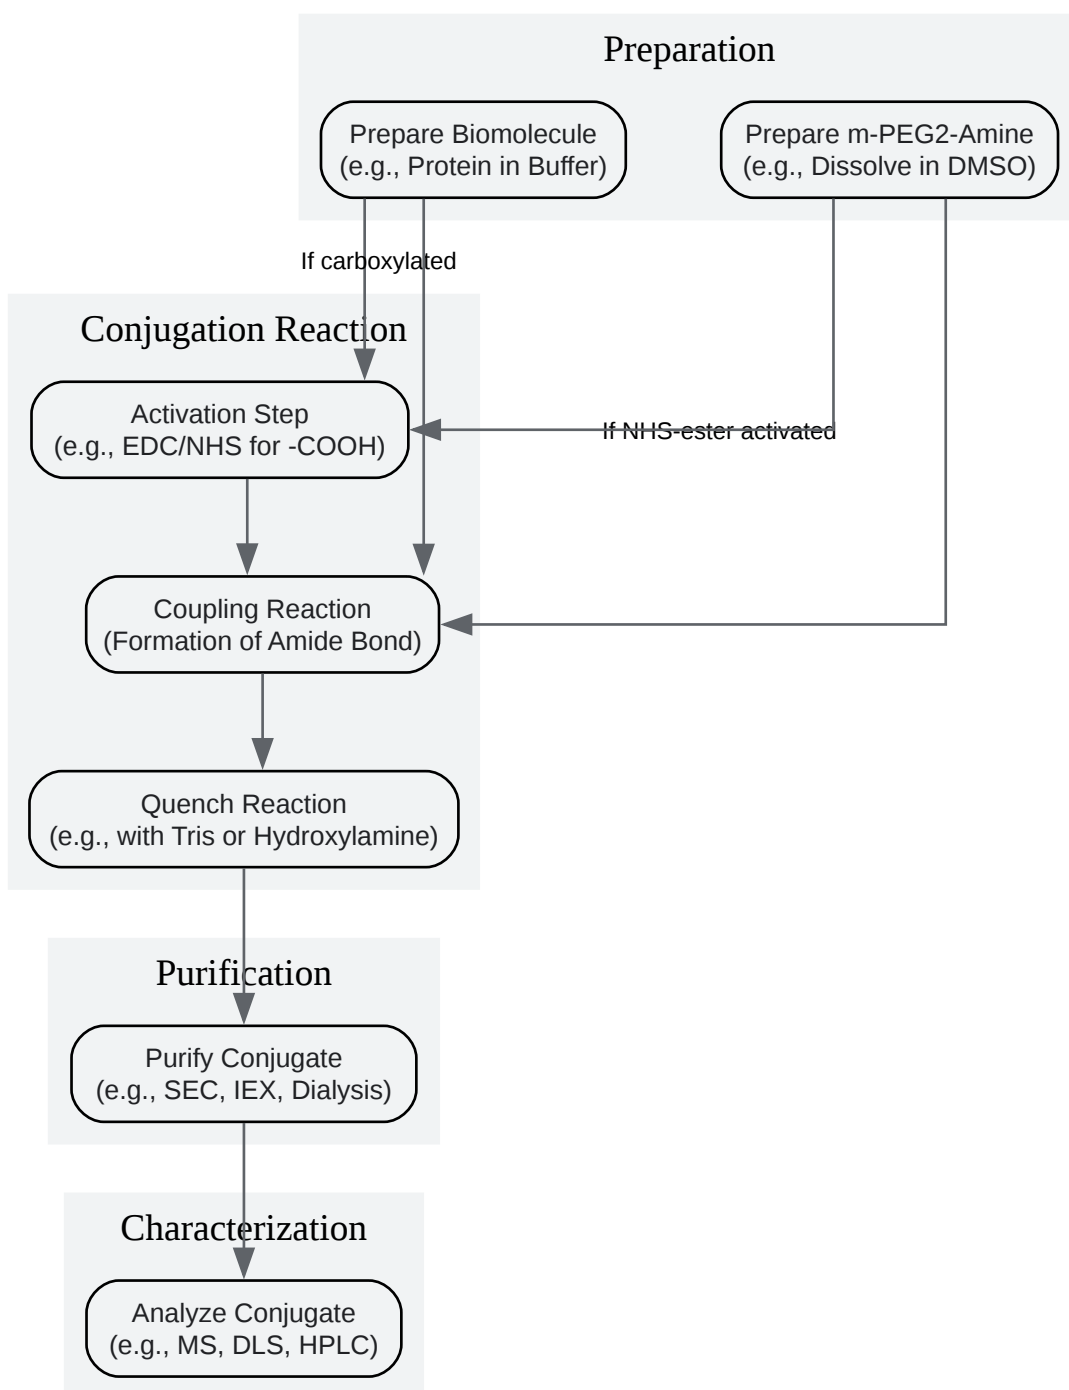 Preparation
Prepare Biomolecule
(e.g., Protein in Buffer)
Prepare m-PEG2-Amine
(e.g., Dissolve in DMSO)
If carboxylated
Conjugation Reaction
Activation Step
(e.g., EDC/NHS for -COOH)
If NHS-ester activated
Coupling Reaction
(Formation of Amide Bond)
Quench Reaction
(e.g., with Tris or Hydroxylamine)
Purification
Purify Conjugate
(e.g., SEC, IEX, Dialysis)
Characterization
Analyze Conjugate
(e.g., MS, DLS, HPLC)